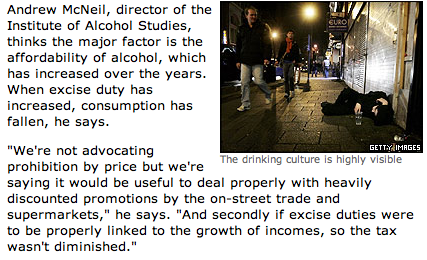 Andrew McNeil, director of the
Institute of Alcohol Studies,
thinks the major factor is the
affordability of alcohol, which
has increased over the years.
When excise duty has
increased, consumption has
fallen, he says.
EURO
GETTY IMAGES
The drinking culture is highly visible
"We're not advocating
prohibition by price but we're
saying it would be useful to deal properly with heavily
discounted promotions by the on-street trade and
supermarkets," he says. "And secondly if excise duties were
to be properly linked to the growth of incomes, so the tax
wasn't diminished."